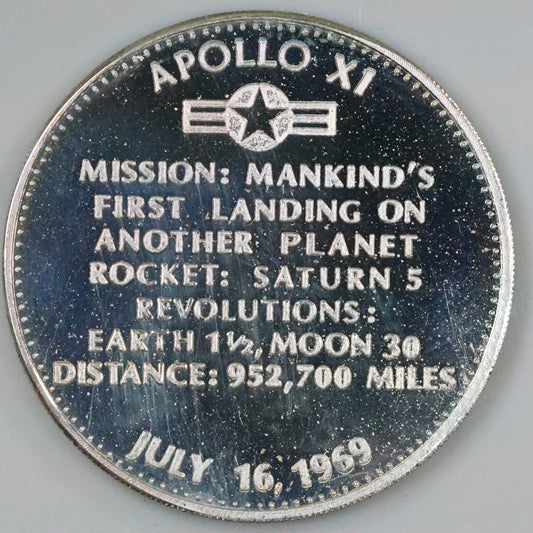 APOLLO XI
MISSION: MANKIND'S
FIRST LANDING ON
ANOTHER PLANET
ROCKET: SATURN 5
REVOLUTIONS:
EARTH 1½, MOON 30
DISTANCE: 952,700 MILES
JULY 16, 1969